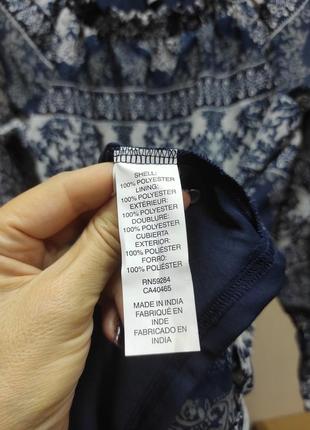 SHELL:
100% POLYESTER
LINING:
100% POLYESTER
EXTÉRIEUR:
100% POLYESTER
DOUBLURE:
100% POLYESTER
CUBIERTA
EXTERIOR:
100% POLIÉSTER
FORRO:
100% POLIÉSTER
RN59284
CA40465
MADE IN INDIA
FABRIQUÉ EN
INDE
FABRICADO EN
INDIA